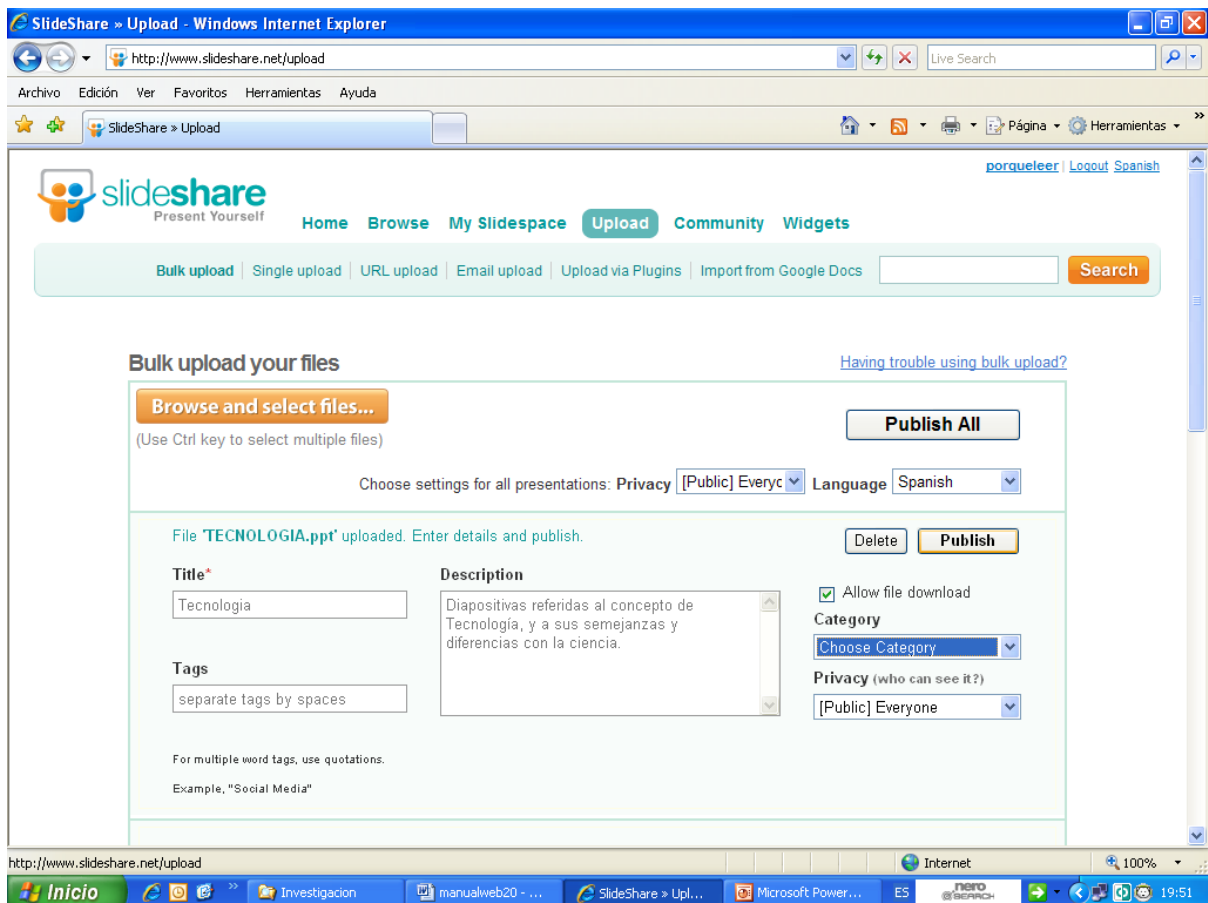 SlideShare » Upload - Windows Internet Explorer
http://www.slideshare.net/upload
Live Search
Archivo Edición Ver Favoritos Herramientas Ayuda
SlideShare » Upload
Página Herramientas »
porqueleer | Logout Spanish
slideshare
Present Yourself
Home Browse My Slidespace Upload Community Widgets
Bulk upload | Single upload | URL upload | Email upload | Upload via Plugins | Import from Google Docs Search
Bulk upload your files
Having trouble using bulk upload?
Browse and select files...
Publish All
(Use Ctrl key to select multiple files)
Choose settings for all presentations: Privacy [Public] Everyc Language Spanish
File 'TECNOLOGIA.ppt' uploaded. Enter details and publish.
Delete Publish
Title*
Tecnologia
Description
Diapositivas referidas al concepto de
Tecnología, y a sus semejanzas y
diferencias con la ciencia.
Allow file download
Category
Choose Category
Tags
separate tags by spaces
Privacy (who can see it?)
[Public] Everyone
For multiple word tags, use quotations.
Example, "Social Media"
http://www.slideshare.net/upload
Internet 100%
Inicio » Investigacion manualweb20 - ... SlideShare » Upl... Microsoft Power... ES nero SEARCH 19:51